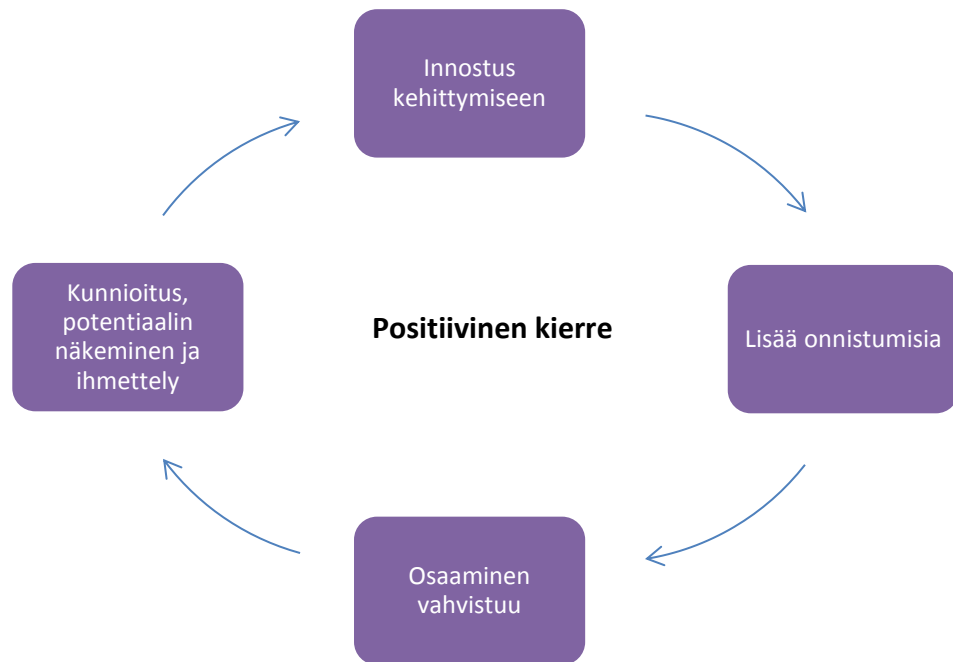 Innostus
kehittymiseen
Kunnioitus,
potentiaalin
näkeminen ja
ihmettely
Positiivinen kierre
Lisää onnistumisia
Osaaminen
vahvistuu